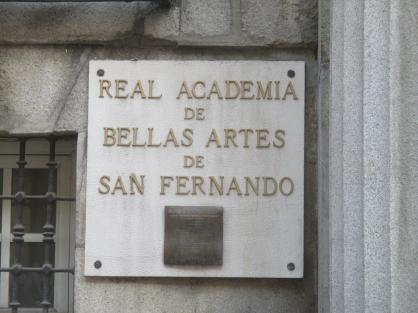 REAL ACADEMIA
DE
BELLAS ARTES
DE
SAN FERNANDO